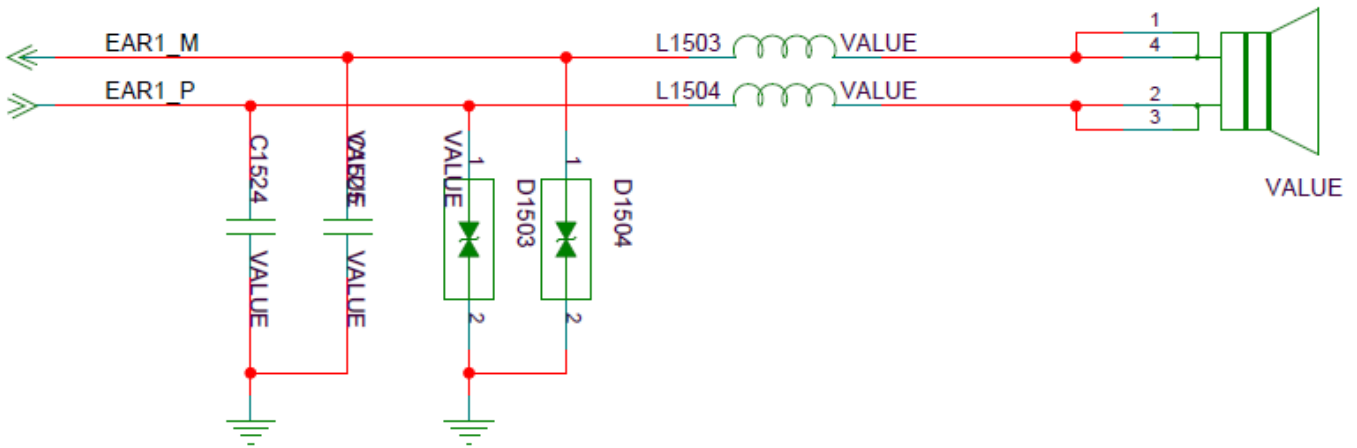 EAR1_M
L1503
VALUE
1
4
EAR1_P
L1504
VALUE
2
3
C1524
VALUE
VALUE
VALUE
1
2
D1503
1
2
D1504
VALUE